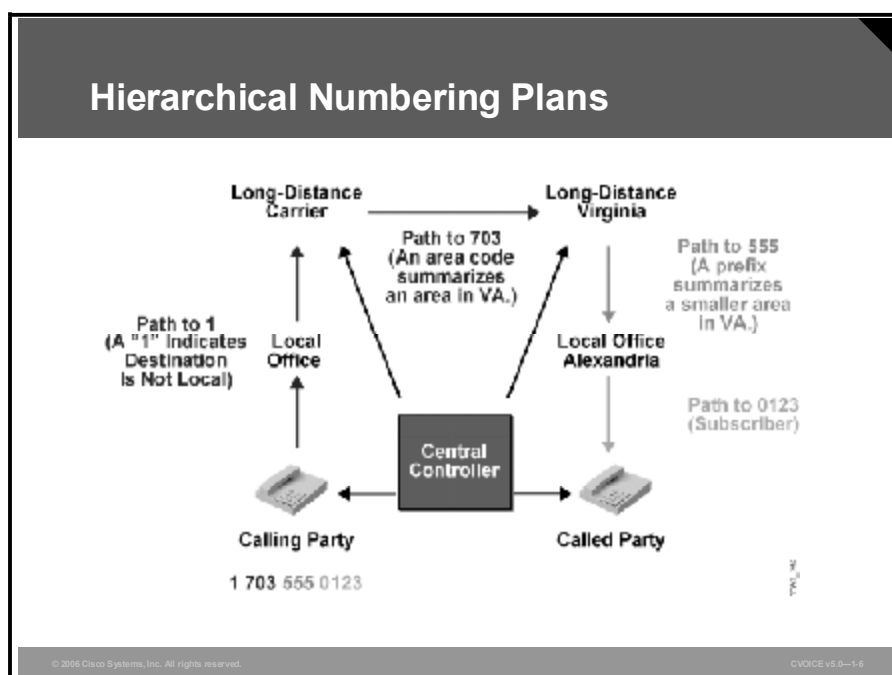 Hierarchical Numbering Plans
Long-Distance
Carrier
Long-Distance
Virginia
Path to 703
(An area code
summarizes
an area in VA.)
Path to 555
(A prefix
summarizes
a smaller area
in VA.)
Path to 1
(A "1" Indicates
Destination
Is Not Local)
Local
Office
Local Office
Alexandria
Path to 0123
(Subscriber)
Central
Controller
Calling Party
Called Party
1 703 555 0123
© 2006 Cisco Systems, Inc. All rights reserved.
CVOICE v5.0—1-6